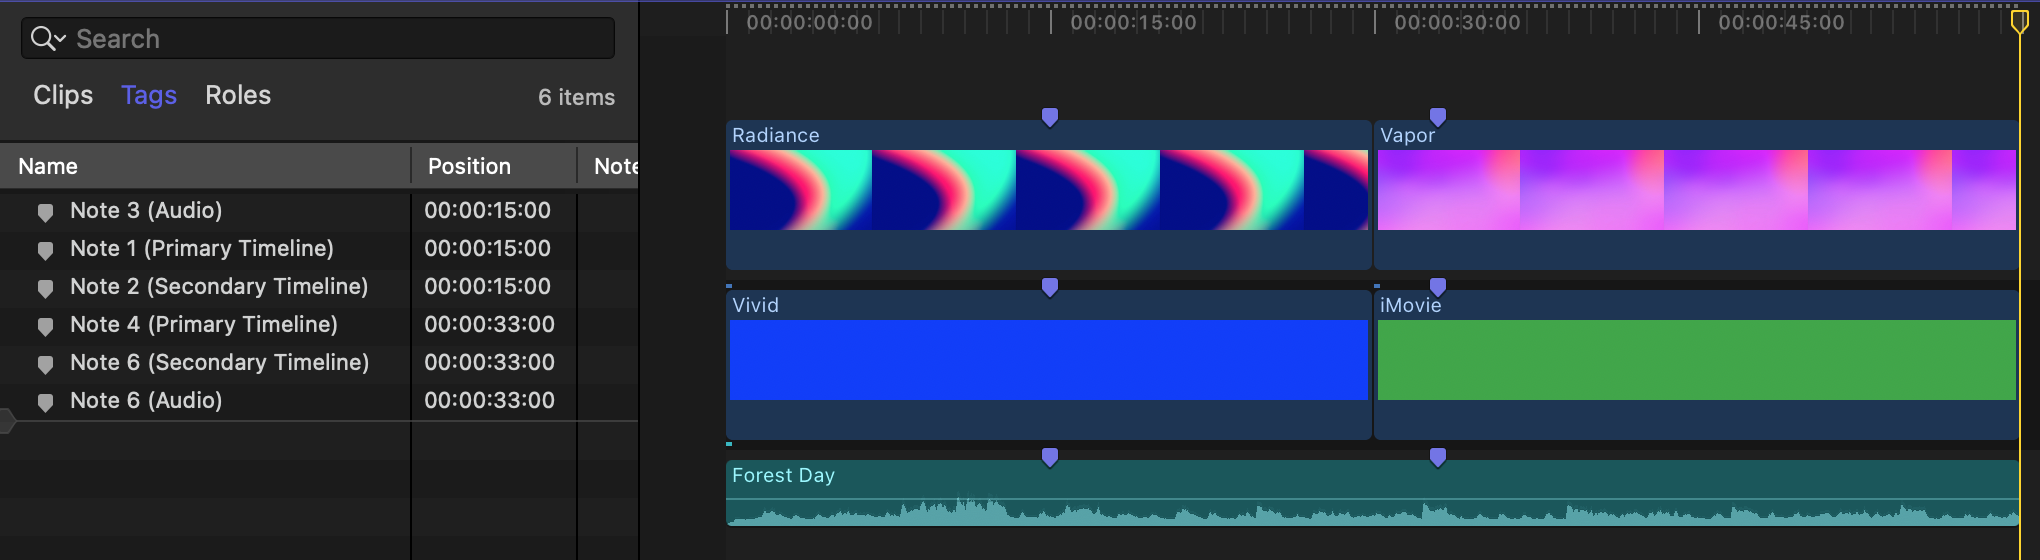 Search
Clips Tags Roles 6 items
Name Position Note
Note 3 (Audio) 00:00:15:00
Note 1 (Primary Timeline) 00:00:15:00
Note 2 (Secondary Timeline) 00:00:15:00
Note 4 (Primary Timeline) 00:00:33:00
Note 6 (Secondary Timeline) 00:00:33:00
Note 6 (Audio) 00:00:33:00
00:00:00:00 00:00:15:00 00:00:30:00 00:00:45:00
Radiance Vapor
Vivid iMovie
Forest Day